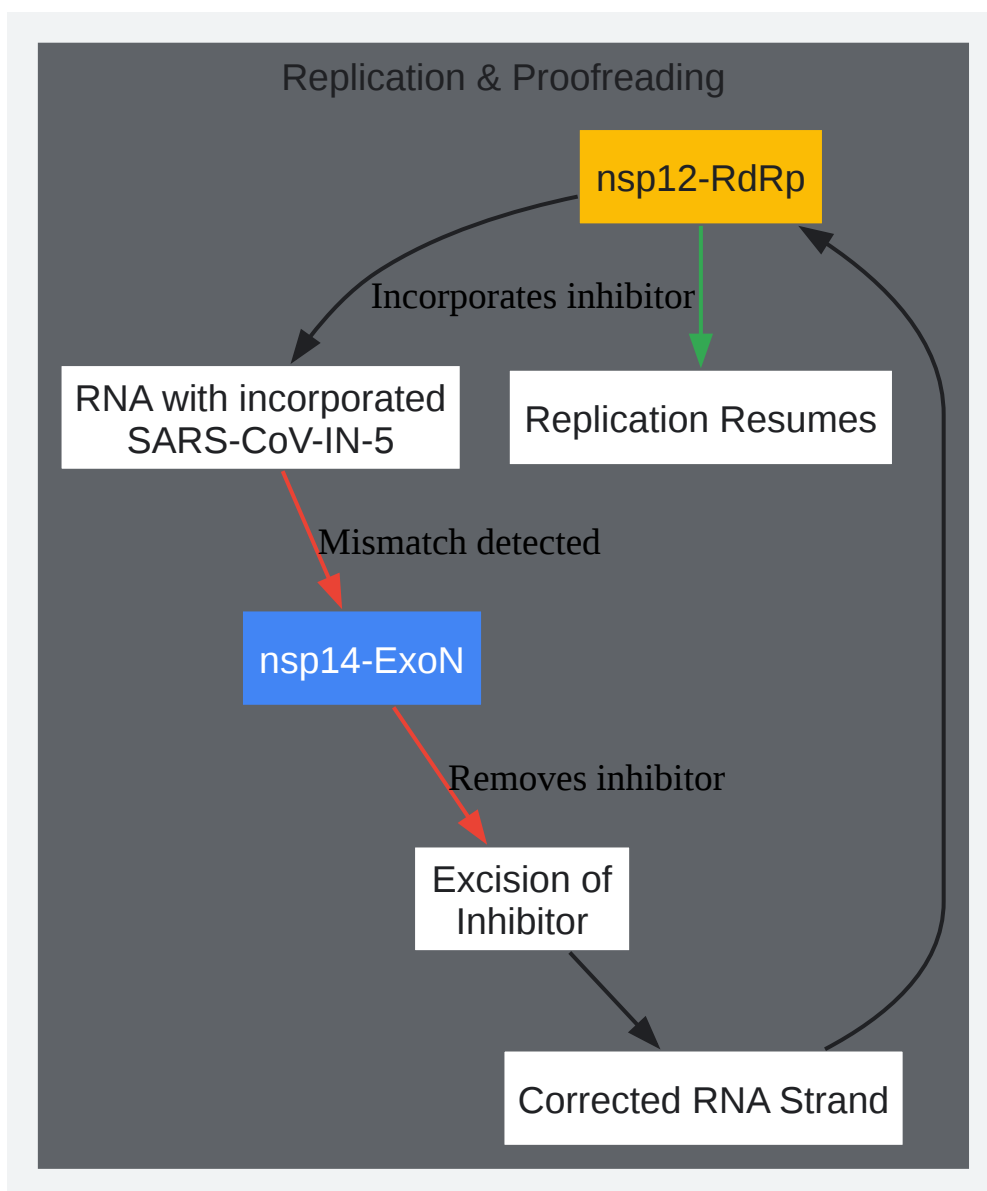 Replication & Proofreading
nsp12-RdRp
Incorporates inhibitor
RNA with incorporated
SARS-CoV-IN-5
Replication Resumes
Mismatch detected
nsp14-ExoN
Removes inhibitor
Excision of
Inhibitor
Corrected RNA Strand